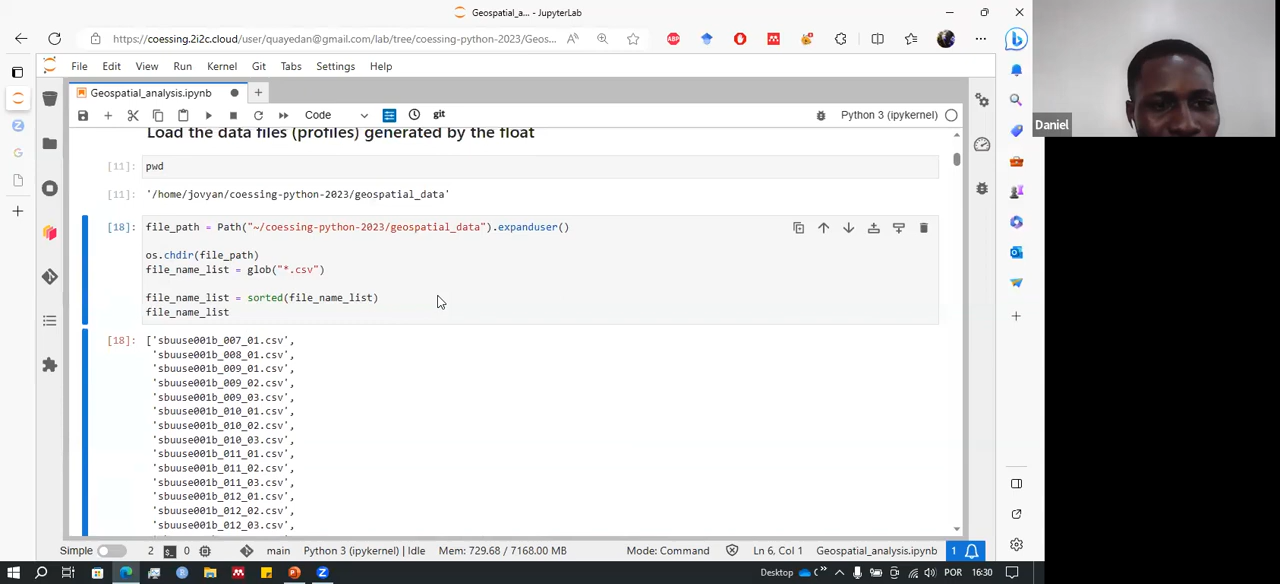 Geospatial_a... - JupyterLab
https://coessing.2i2c.cloud/user/quayedan@gmail.com/lab/tree/coessing-python-2023/Geos...
File Edit View Run Kernel Git Tabs Settings Help
Geospatial_analysis.ipynb
Code
git
Python 3 (ipykernel)
Daniel
Load the data files (profiles) generated by the float
[11]: pwd
[11]: '/home/jovyan/coessing-python-2023/geospatial_data'
[18]: file_path = Path("~/coessing-python-2023/geospatial_data").expanduser()
os.chdir(file_path)
file_name_list = glob("*.csv")
file_name_list = sorted(file_name_list)
file_name_list
[18]: ['sbuuse001b_007_01.csv',
'sbuuse001b_008_01.csv',
'sbuuse001b_009_01.csv',
'sbuuse001b_009_02.csv',
'sbuuse001b_009_03.csv',
'sbuuse001b_010_01.csv',
'sbuuse001b_010_02.csv',
'sbuuse001b_010_03.csv',
'sbuuse001b_011_01.csv',
'sbuuse001b_011_02.csv',
'sbuuse001b_011_03.csv',
'sbuuse001b_012_01.csv',
'sbuuse001b_012_02.csv',
'sbuuse001b_012_03.csv',
Simple 2 0 main Python 3 (ipykernel) | Idle Mem: 729.68 / 7168.00 MB Mode: Command Ln 6, Col 1 Geospatial_analysis.ipynb 1
Desktop POR 16:30